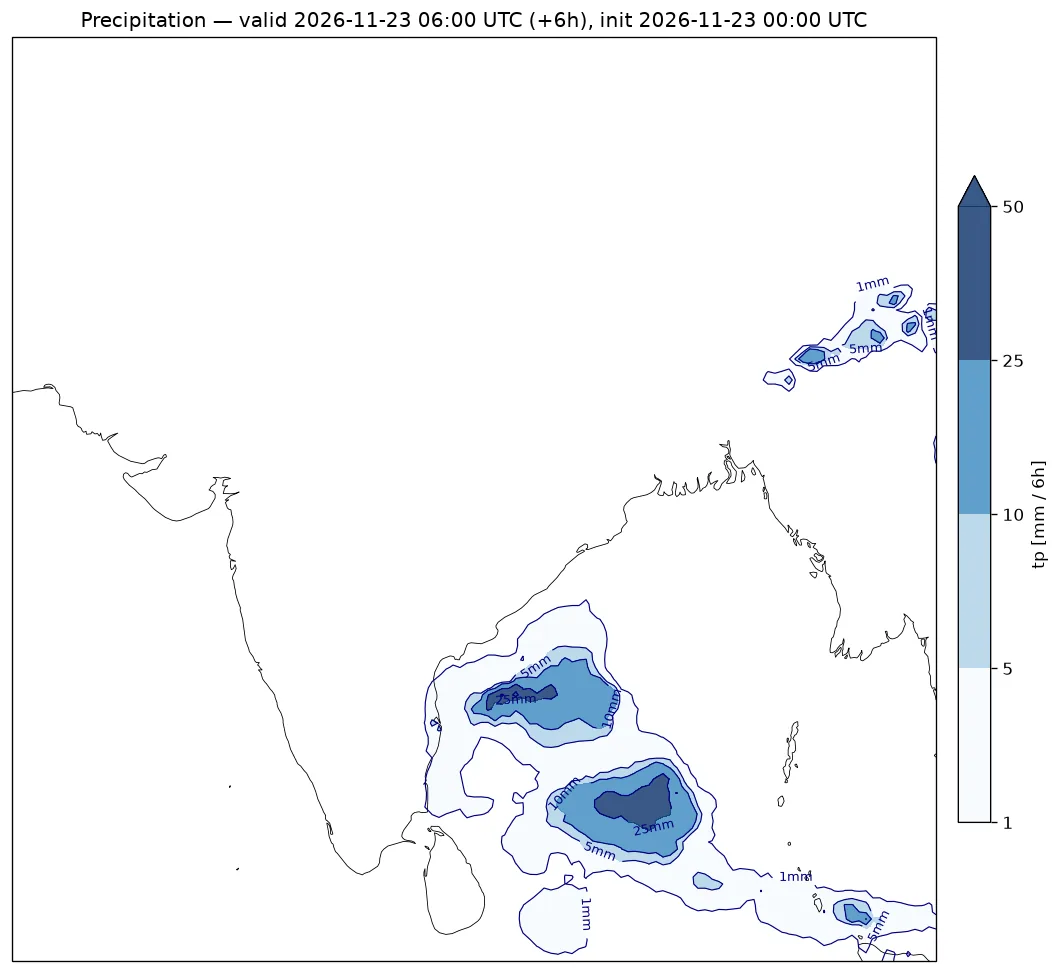 Precipitation — valid 2026-11-23 06:00 UTC (+6h), init 2026-11-23 00:00 UTC
50
1mm
5mm
5mm
25
tp [mm / 6h]
10
5mm
25mm
10mm
5
10mm
25mm
5mm
1
1mm
1mm
5mm